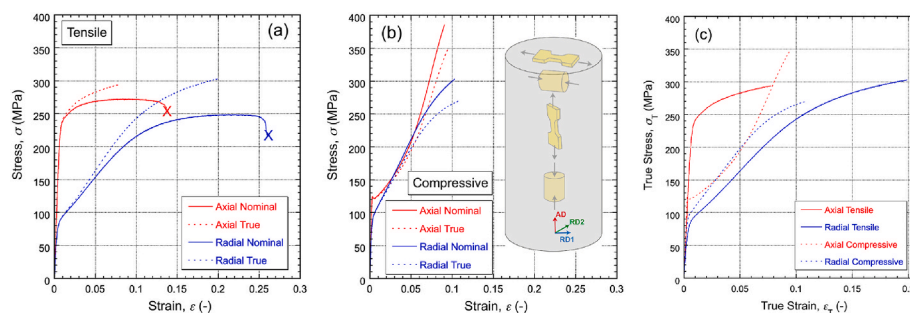 Tensile
(a)
400
350
300
250
200
150
100
50
0
Stress, σ (MPa)
X
X
Axial Nominal
Axial True
Radial Nominal
Radial True
0 0.05 0.1 0.15 0.2 0.25 0.3
Strain, ε (-)
(b)
400
350
300
250
200
150
100
50
0
Stress, σ (MPa)
Compressive
Axial Nominal
Axial True
Radial Nominal
Radial True
AD
RD2
RD1
0 0.05 0.1 0.15 0.2 0.25 0.3
Strain, ε (-)
(c)
400
350
300
250
200
150
100
50
0
True Stress, σT (MPa)
Axial Tensile
Radial Tensile
Axial Compressive
Radial Compressive
0 0.05 0.1 0.15 0.2
True Strain, εT (-)